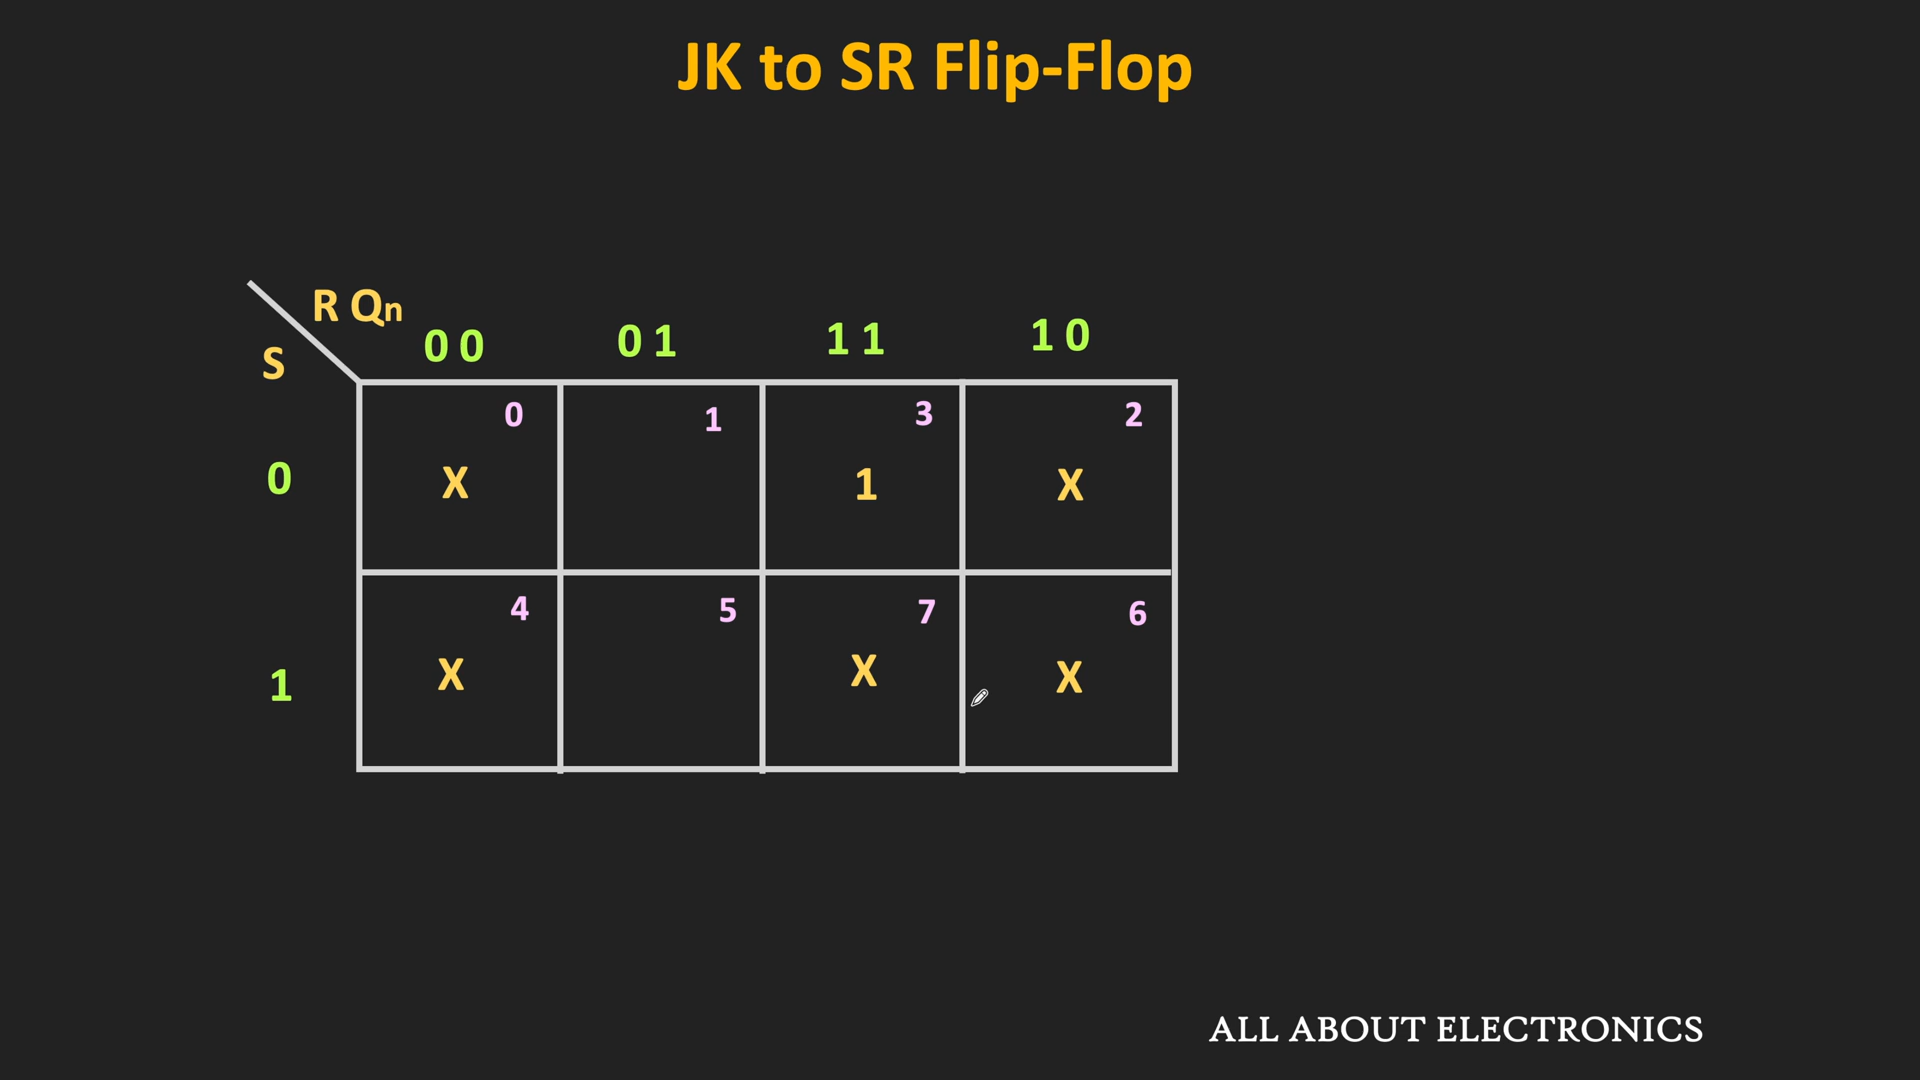 JK to SR Flip-Flop
R Qn
S
0 0
0 1
1 1
1 0
0
0
1
3
2
X
1
X
1
4
5
7
6
X
X
X
ALL ABOUT ELECTRONICS